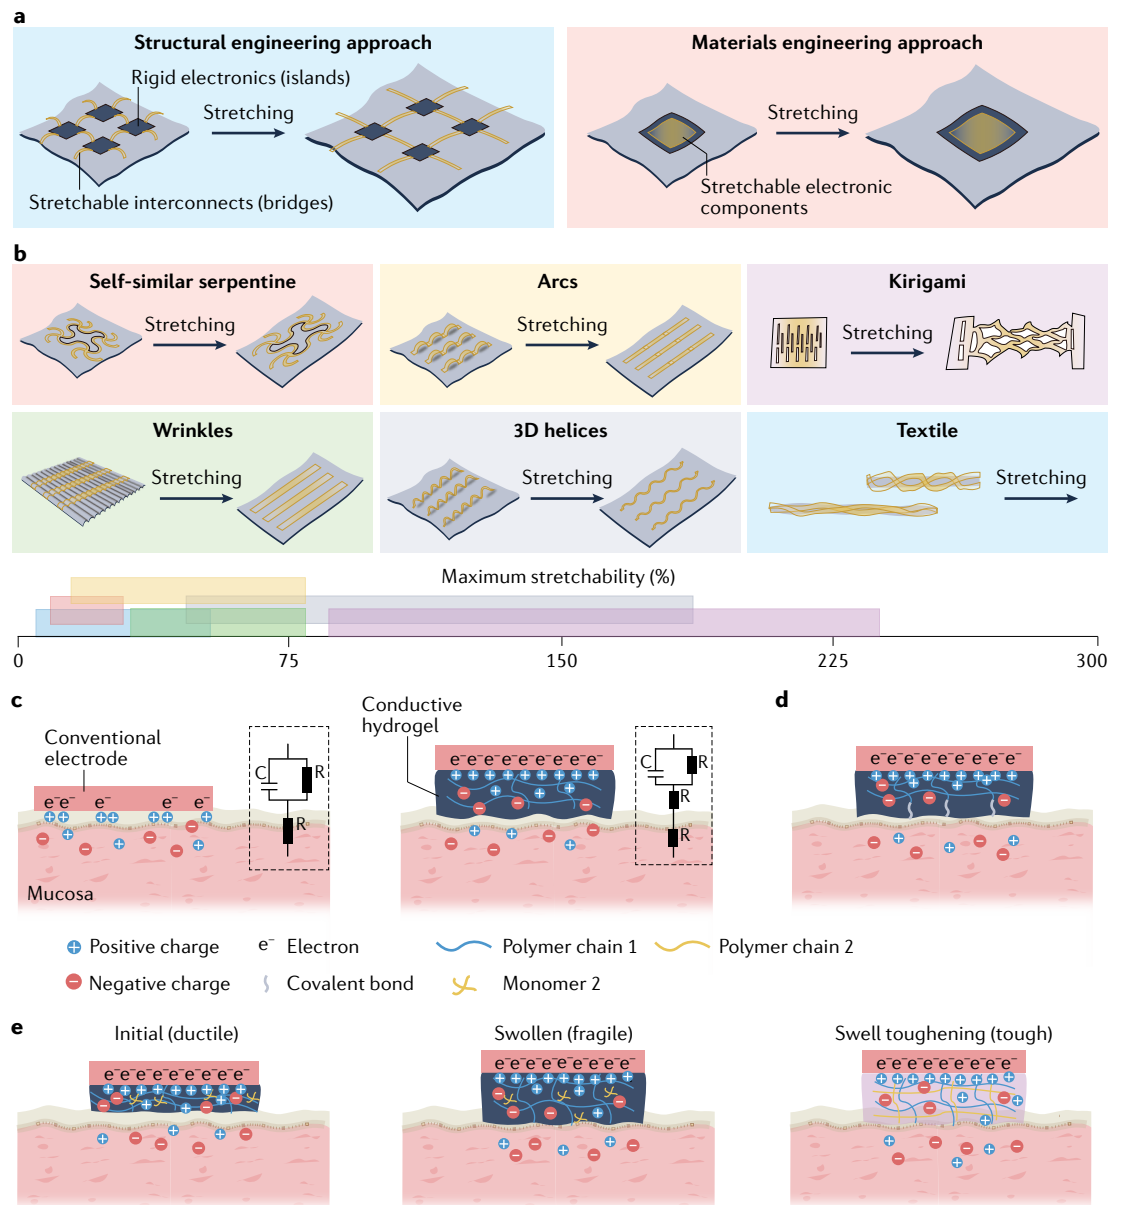 a
Structural engineering approach
Rigid electronics (islands)
Stretching
Stretchable interconnects (bridges)
Materials engineering approach
Stretching
Stretchable electronic
components
b
Self-similar serpentine
Stretching
Arcs
Stretching
Kirigami
Stretching
Wrinkles
Stretching
3D helices
Stretching
Textile
Stretching
Maximum stretchability (%)
0 75 150 225 300
c
Conventional
electrode
e⁻e⁻ e⁻ e⁻ e⁻
C R
R
Mucosa
Conductive
hydrogel
e⁻e⁻e⁻e⁻e⁻e⁻e⁻e⁻e⁻
C R
R
R
d
e⁻e⁻e⁻e⁻e⁻e⁻e⁻e⁻e⁻
+ Positive charge e⁻ Electron Polymer chain 1 Polymer chain 2
− Negative charge Covalent bond Monomer 2
e
Initial (ductile)
e⁻e⁻e⁻e⁻e⁻e⁻e⁻e⁻e⁻
Swollen (fragile)
e⁻e⁻e⁻e⁻e⁻e⁻e⁻e⁻e⁻
Swell toughening (tough)
e⁻e⁻e⁻e⁻e⁻e⁻e⁻e⁻e⁻